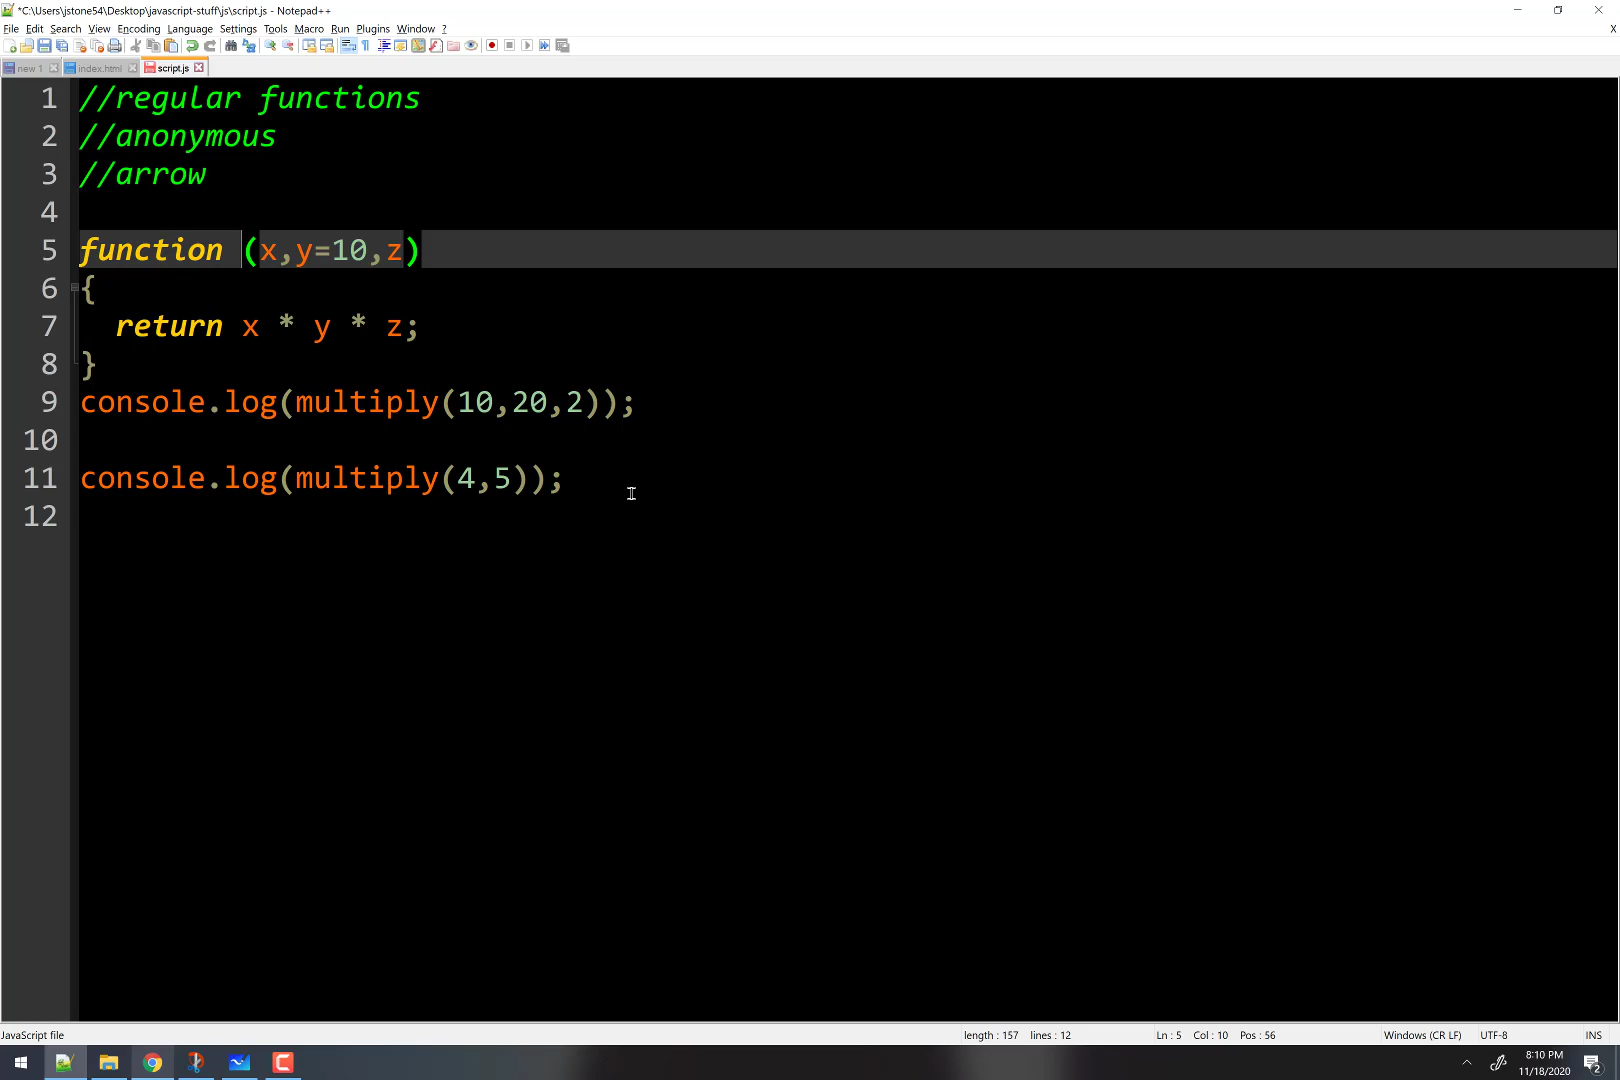 *C:\Users\jstone54\Desktop\javascript-stuff\js\script.js - Notepad++
File Edit Search View Encoding Language Settings Tools Macro Run Plugins Window ? X
new 1 index.html script.js
1 //regular functions
2 //anonymous
3 //arrow
4
5 function (x,y=10,z)
6 {
7 return x * y * z;
8 }
9 console.log(multiply(10,20,2));
10
11 console.log(multiply(4,5));
12
JavaScript file length : 157 lines : 12 Ln : 5 Col : 10 Pos : 56 Windows (CR LF) UTF-8 INS
8:10 PM
11/18/2020
2